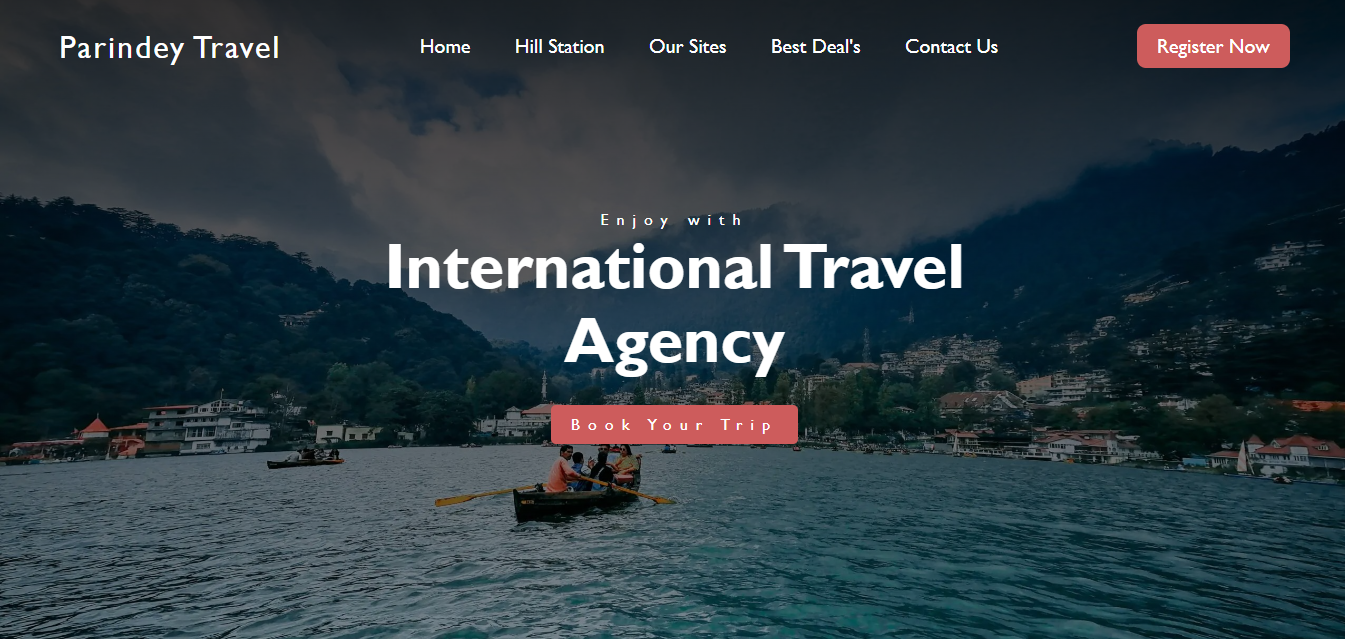 Parindey Travel
Home
Hill Station
Our Sites
Best Deal's
Contact Us
Register Now
Enjoy with
International Travel
Agency
Book Your Trip